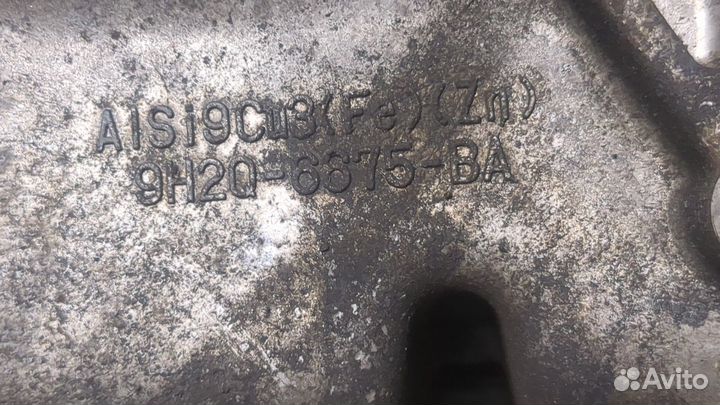 AlSi9Cu3(Fe)(Zn)
9H2Q-6675-BA
Avito